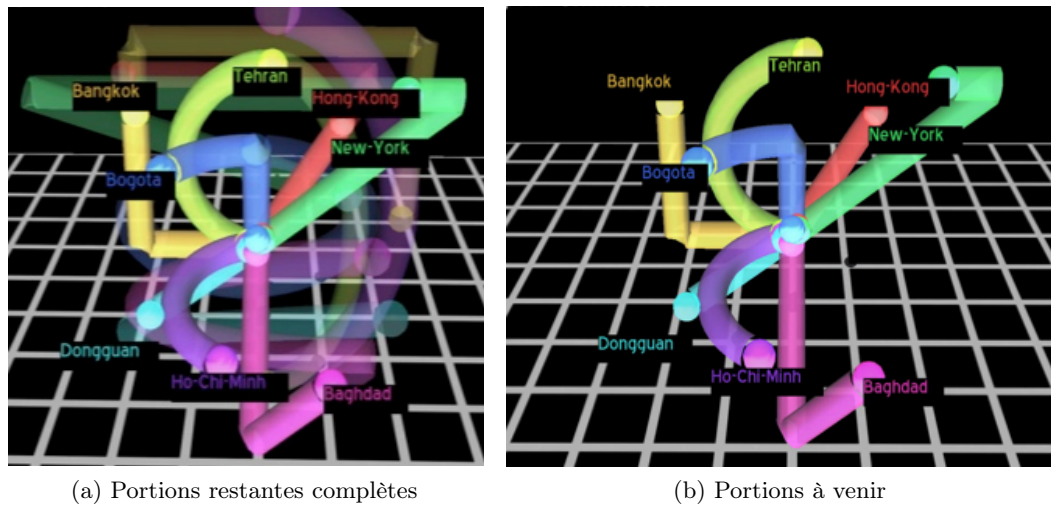 Tehran
Bangkok
Hong-Kong
New-York
Bogota
Dongguan
Ho-Chi-Minh
Baghdad
Tehran
Bangkok
Hong-Kong
New-York
Bogota
Dongguan
Ho-Chi-Minh
Baghdad
(a) Portions restantes complètes
(b) Portions à venir